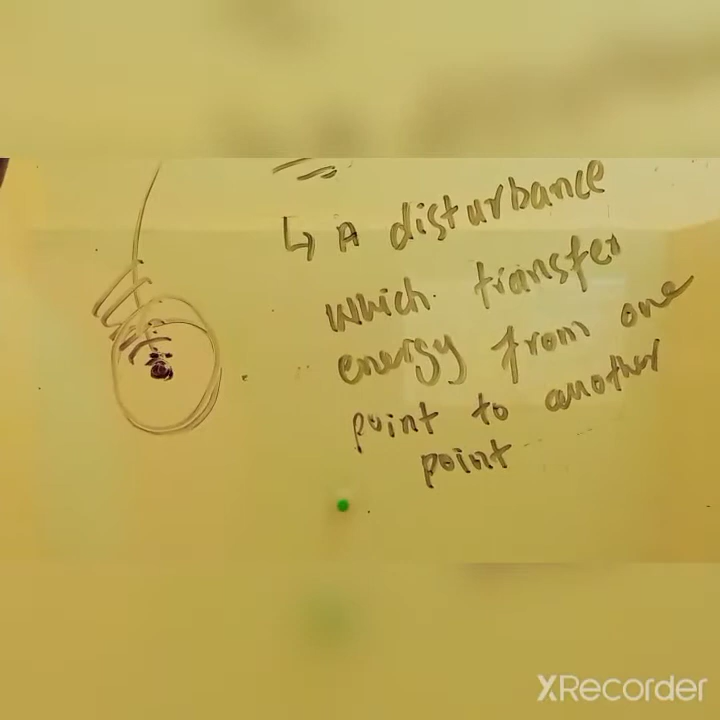 ↳ A disturbance
which transfer
energy from one
point to another
point
XRecorder